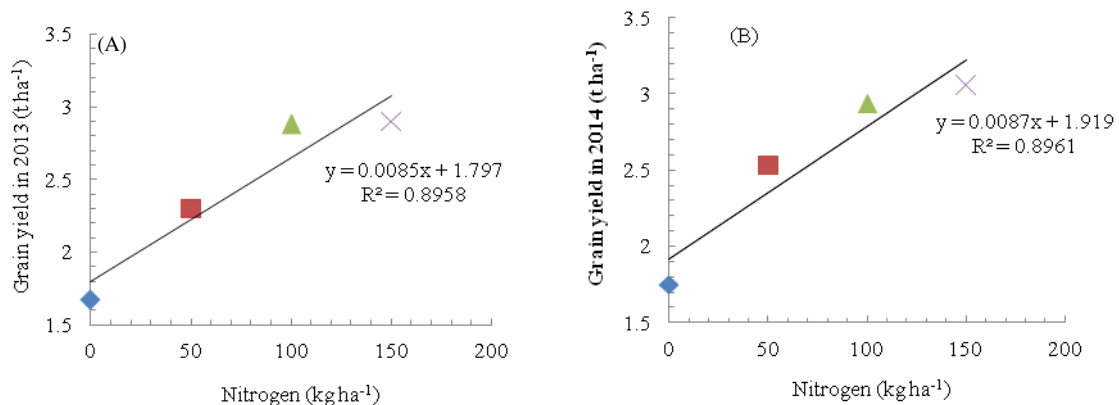 (A)
Grain yield in 2013 (t ha-1)
3.5
3
2.5
2
1.5
y = 0.0085x + 1.797
R² = 0.8958
0 50 100 150 200
Nitrogen (kg ha-1)
(B)
Grain yield in 2014 (t ha-1)
3.5
3
2.5
2
1.5
y = 0.0087x + 1.919
R² = 0.8961
0 50 100 150 200
Nitrogen (kg ha-1)